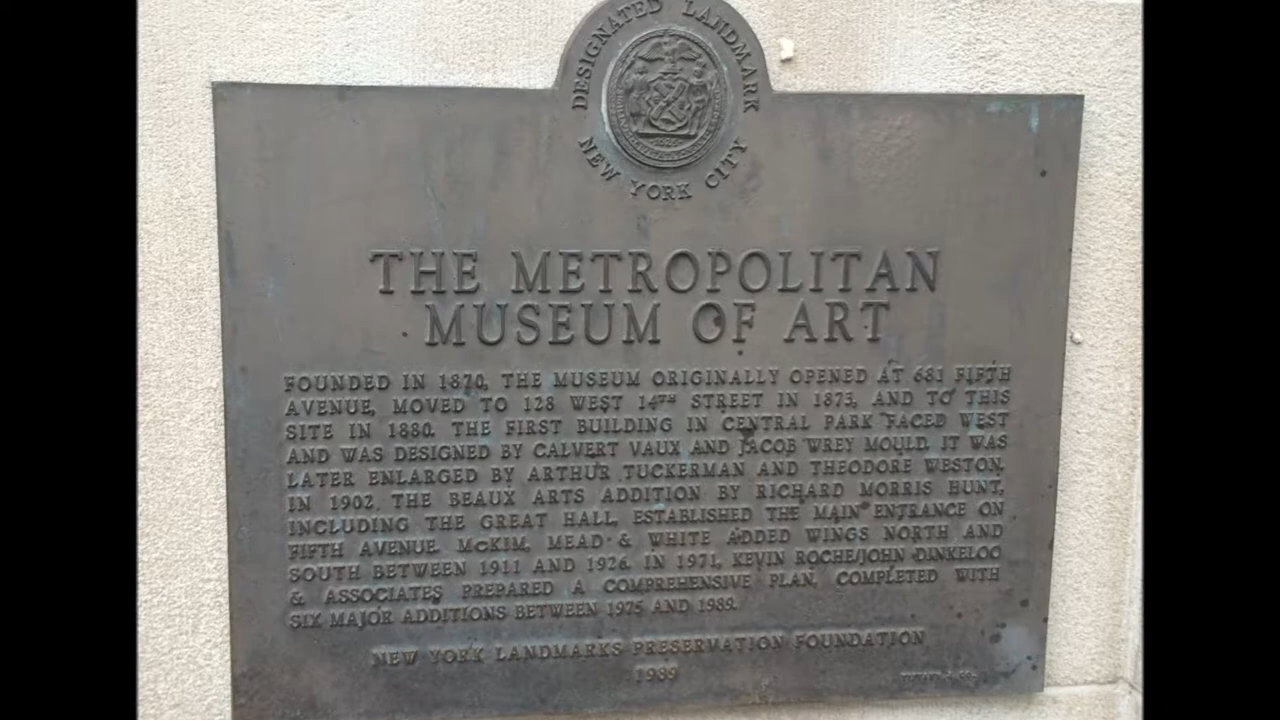 DESIGNATED LANDMARK
NEW YORK CITY
THE METROPOLITAN
MUSEUM OF ART
FOUNDED IN 1870, THE MUSEUM ORIGINALLY OPENED AT 681 FIFTH
AVENUE, MOVED TO 128 WEST 14TH STREET IN 1873, AND TO THIS
SITE IN 1880. THE FIRST BUILDING IN CENTRAL PARK FACED WEST
AND WAS DESIGNED BY CALVERT VAUX AND JACOB WREY MOULD. IT WAS
LATER ENLARGED BY ARTHUR TUCKERMAN AND THEODORE WESTON.
IN 1902, THE BEAUX ARTS ADDITION BY RICHARD MORRIS HUNT,
INCLUDING THE GREAT HALL, ESTABLISHED THE MAIN ENTRANCE ON
FIFTH AVENUE. McKIM, MEAD & WHITE ADDED WINGS NORTH AND
SOUTH BETWEEN 1911 AND 1926. IN 1971, KEVIN ROCHE/JOHN DINKELOO
& ASSOCIATES PREPARED A COMPREHENSIVE PLAN, COMPLETED WITH
SIX MAJOR ADDITIONS BETWEEN 1975 AND 1989.
NEW YORK LANDMARKS PRESERVATION FOUNDATION
1989